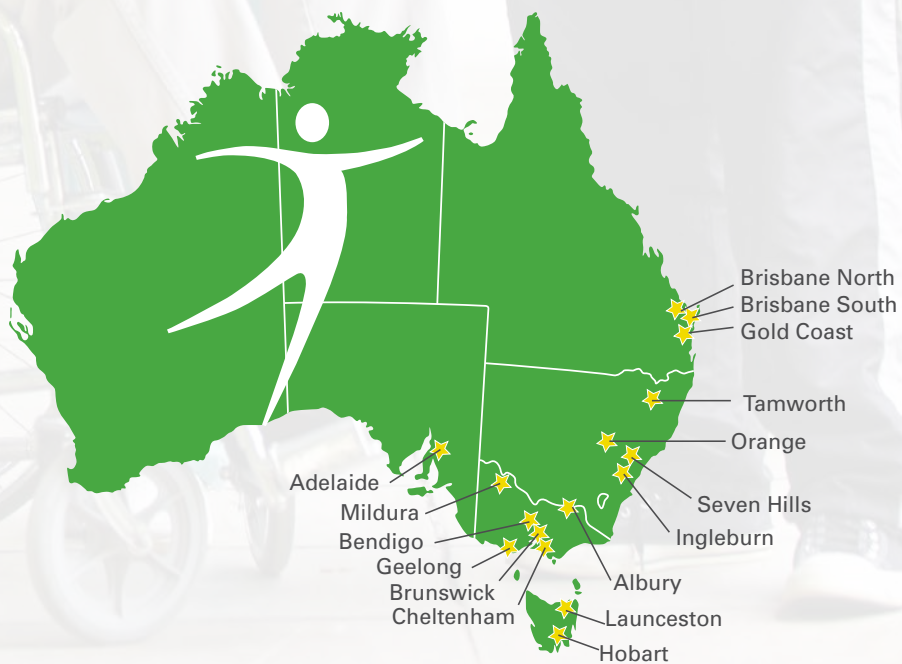 Brisbane North
Brisbane South
Gold Coast
Tamworth
Orange
Adelaide
Mildura
Seven Hills
Bendigo
Ingleburn
Geelong
Albury
Brunswick
Cheltenham
Launceston
Hobart